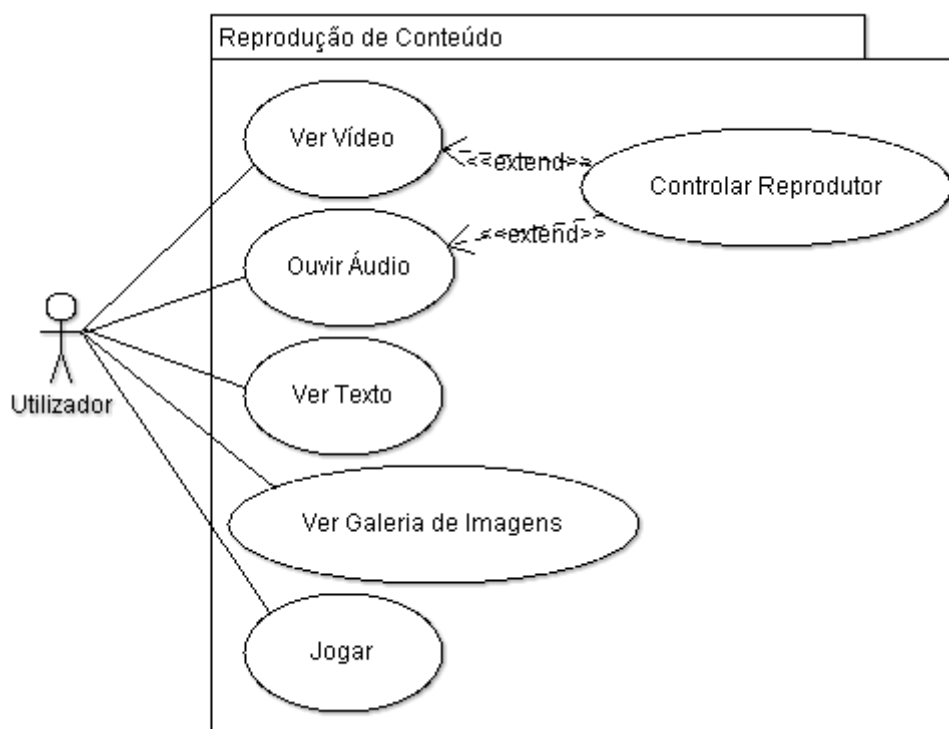 Reprodução de Conteúdo
Ver Vídeo
<<extend>>
Controlar Reprodutor
<<extend>>
Ouvir Áudio
Utilizador
Ver Texto
Ver Galeria de Imagens
Jogar